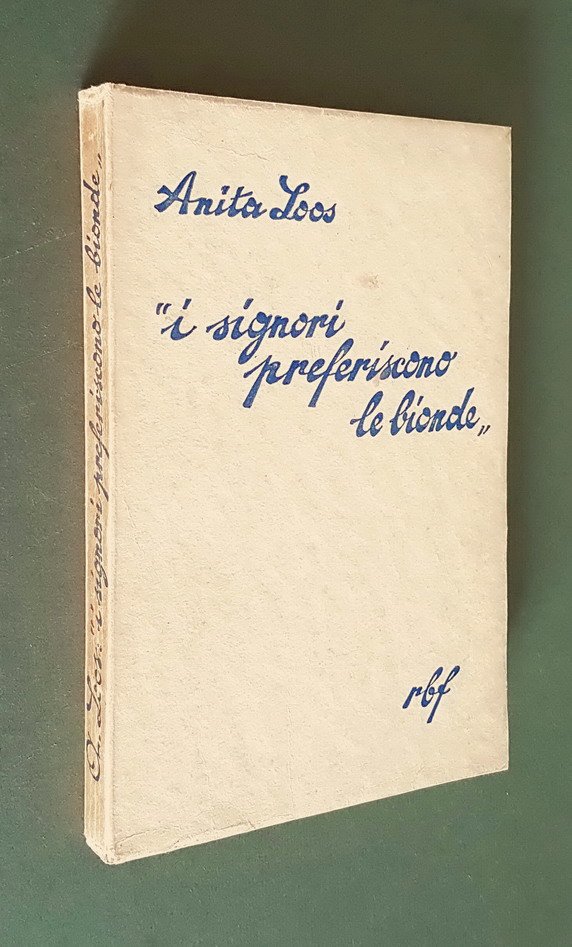 Anita Loos
"i signori
preferiscono
le bionde„
rbf
A. Loos: "i signori preferiscono le bionde„